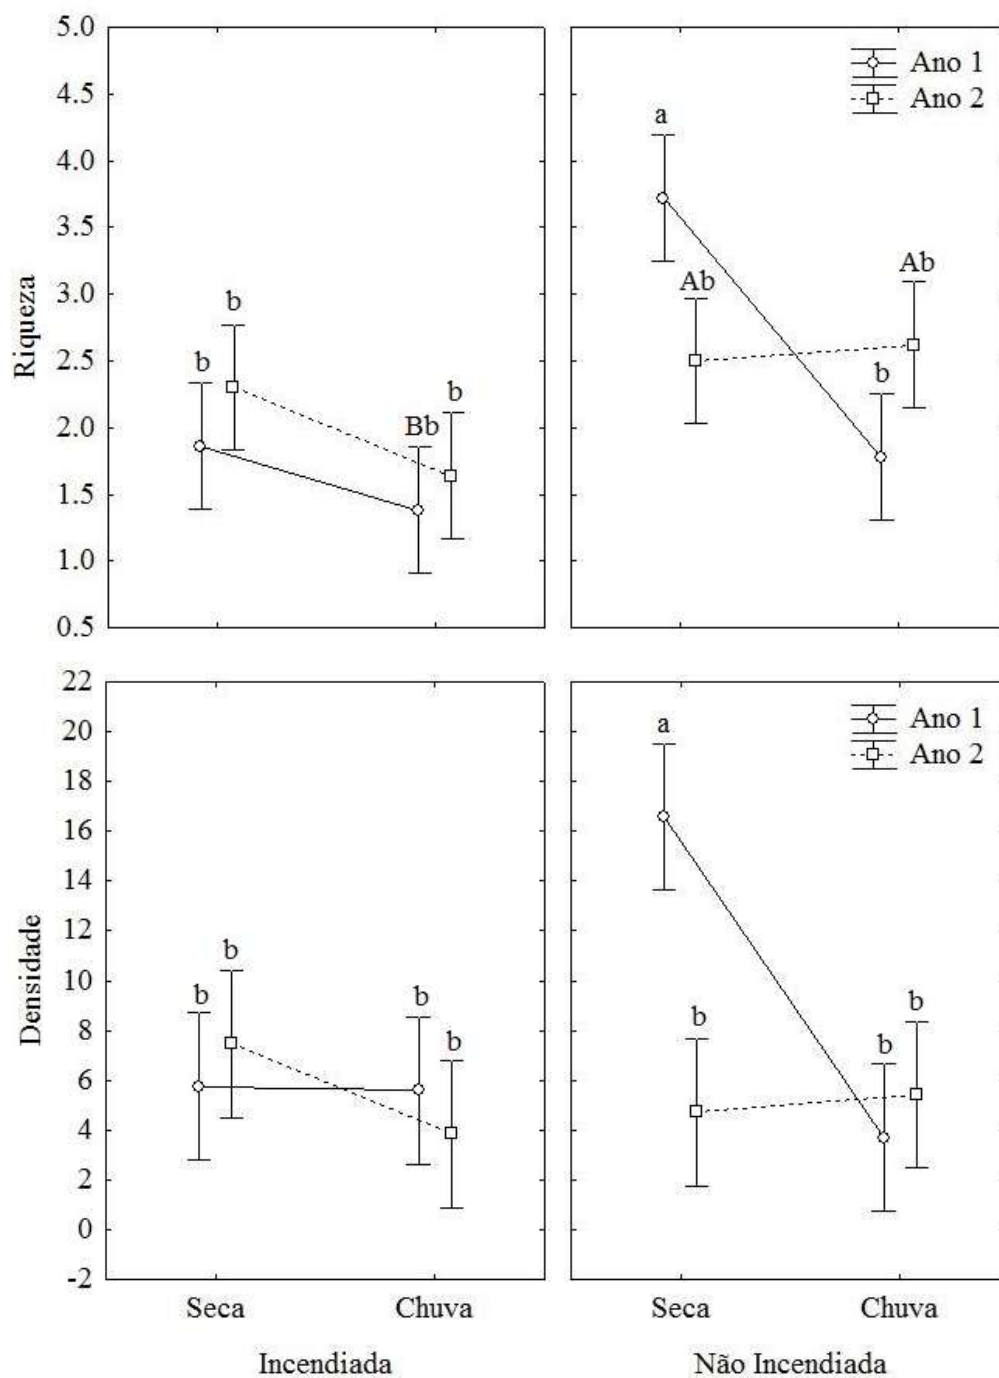 5.0
4.5
4.0
3.5
3.0
2.5
2.0
1.5
1.0
0.5
Riqueza
b
b
Bb
b
Ano 1
Ano 2
a
Ab
b
Ab
22
20
18
16
14
12
10
8
6
4
2
0
-2
Densidade
b
b
b
b
Ano 1
Ano 2
a
b
b
b
Seca Chuva Seca Chuva
Incendiada Não Incendiada